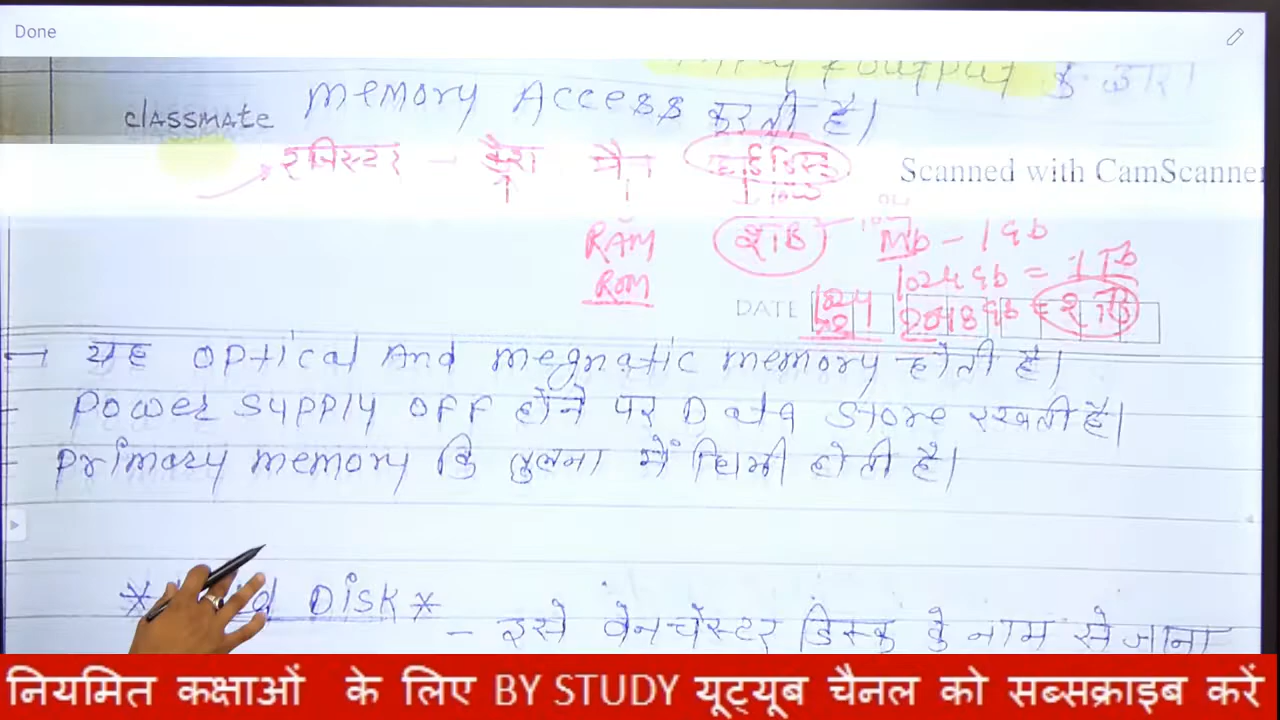 Done
memory Access करती है।
classmate
रजिस्टर - कैश मैन हार्डडिस्क
Scanned with CamScanner
RAM 2TB Mb - 1Gb
ROM 1024Gb = 1Tb
DATE 1024 2048Gb = 2TB
→ यह optical And megnatic memory होती है।
- Power Supply OFF होने पर Data Store रखती है।
- Primary memory कि तुलना में धिमी होती है।
Disk *
- इसे वेनचेस्टर डिस्क के नाम से जाना
नियमित कक्षाओं के लिए BY STUDY यूट्यूब चैनल को सब्सक्राइब करें